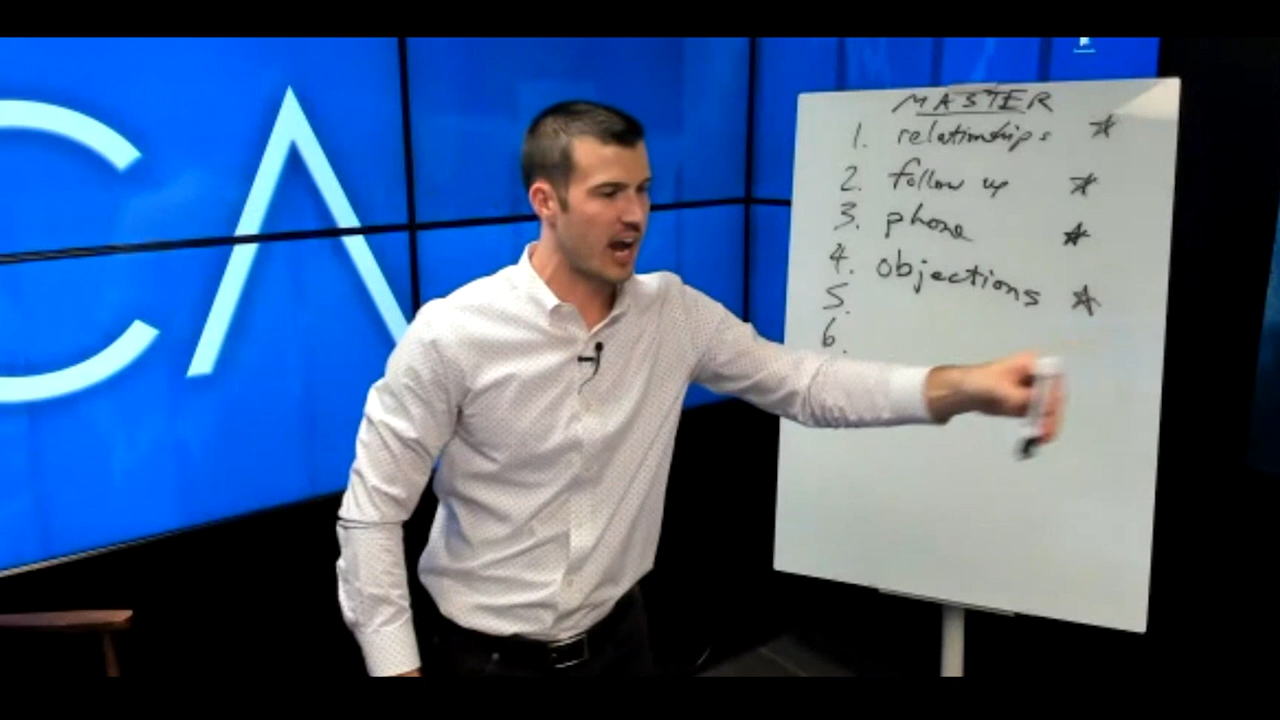 CA
MASTER
1. relationships ☆
2. follow up ☆
3. phone ☆
4. objections ☆
5.
6.